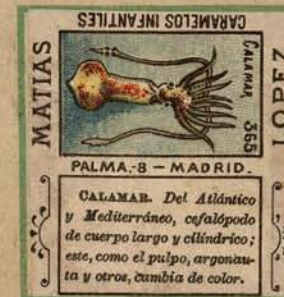 CARAMELOS INFANTILES
MATIAS
LOPEZ
CALAMAR 365
PALMA.-8 — MADRID.
CALAMAR. Del Atlántico
y Mediterráneo, cefalópodo
de cuerpo largo y cilíndrico;
este, como el pulpo, argonau-
ta y otros, cambia de color.